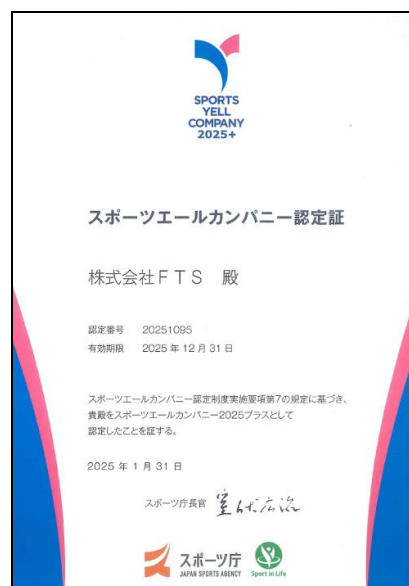 SPORTS
YELL
COMPANY
2025+
スポーツエールカンパニー認定証
株式会社FTS 殿
認定番号 20251095
有効期限 2025 年 12 月 31 日
スポーツエールカンパニー認定制度実施要項第7の規定に基づき、
貴殿をスポーツエールカンパニー2025プラスとして
認定したことを証する。
2025 年 1 月 31 日
スポーツ庁長官 室伏広治
スポーツ庁
JAPAN SPORTS AGENCY
Sport in Life